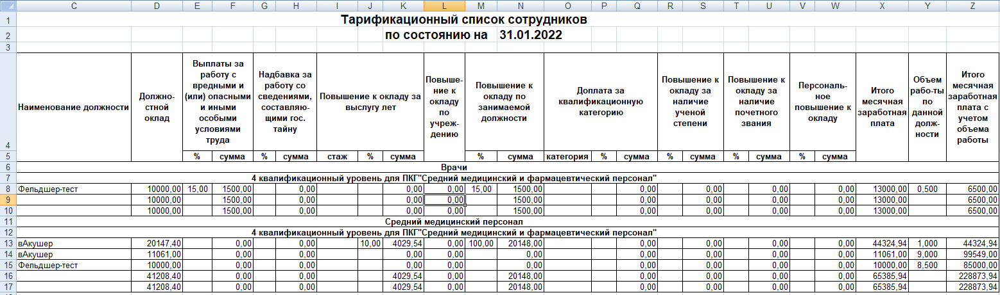 C D E F G H I J K L M N O P Q R S T U V W X Y Z
1 Тарификационный список сотрудников
2 по состоянию на 31.01.2022
3
4
Наименование должности
Должно-
стной
оклад
Выплаты за
работу с
вредными и
(или) опасными
и иными
особыми
условиями
труда
Надбавка за
работу со
сведениями,
составляю-
щими гос.
тайну
Повышение к окладу за
выслугу лет
Повыше-
ние к
окладу
по
учреж-
дению
Повышение к
окладу по
занимаемой
должности
Доплата за
квалификационную
категорию
Повышение к
окладу за
наличие
ученой
степени
Повышение к
окладу за
наличие
почетного
звания
Персональ-
ное
повышение к
окладу
Итого
месячная
заработная
плата
Объем
рабо-ты
по
данной
долж-
ности
Итого
месячная
заработная
плата с
учетом
объема
работы
5 % сумма % сумма стаж % сумма % сумма категория % сумма % сумма % сумма % сумма
6 Врачи
7 4 квалификационный уровень для ПКГ"Средний медицинский и фармацевтический персонал"
8 Фельдшер-тест 10000,00 15,00 1500,00 0,00 0,00 0,00 15,00 1500,00 0,00 0,00 0,00 0,00 13000,00 0,500 6500,00
9 10000,00 1500,00 0,00 0,00 0,00 1500,00 0,00 0,00 0,00 0,00 13000,00 6500,00
10 10000,00 1500,00 0,00 0,00 0,00 1500,00 0,00 0,00 0,00 0,00 13000,00 6500,00
11 Средний медицинский персонал
12 4 квалификационный уровень для ПКГ"Средний медицинский и фармацевтический персонал"
13 вАкушер 20147,40 0,00 0,00 10,00 4029,54 0,00 100,00 20148,00 0,00 0,00 0,00 0,00 44324,94 1,000 44324,94
14 вАкушер 11061,00 0,00 0,00 0,00 0,00 0,00 0,00 0,00 0,00 0,00 11061,00 9,000 99549,00
15 Фельдшер-тест 10000,00 0,00 0,00 0,00 0,00 0,00 0,00 0,00 0,00 0,00 10000,00 8,500 85000,00
16 41208,40 0,00 0,00 4029,54 0,00 20148,00 0,00 0,00 0,00 0,00 65385,94 228873,94
17 41208,40 0,00 0,00 4029,54 0,00 20148,00 0,00 0,00 0,00 0,00 65385,94 228873,94